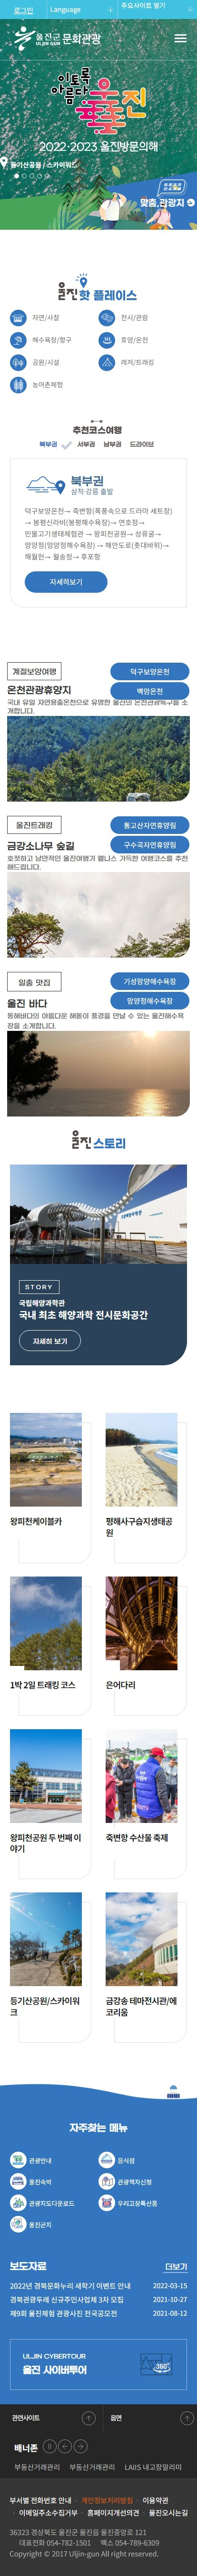 로그인
Language
주요사이트 열기
울진군
ULJIN GUN
문화관광
이토록
아름다운
울진
2022-2023 울진방문의해
등기산공원 / 스카이워크
맞춤 관광지
울진 핫 플레이스
자연/사찰
전시/관람
해수욕장/항구
휴양/온천
공원/시설
레저/트래킹
농어촌체험
추천코스여행
북부권
서부권
남부권
드라이브
북부권
삼척·강릉 출발
덕구보양온천→ 죽변항(폭풍속으로 드라마 세트장)
→ 봉평신라비(봉평해수욕장)→ 연호정→
민물고기생태체험관 → 왕피천공원→ 성류굴→
망양정(망양정해수욕장) → 해안도로(촛대바위)→
해월헌→ 월송정→ 후포항
자세히보기
계절보양여행
덕구보양온천
백암온천
온천관광휴양지
국내 유일 자연용출온천으로 유명한 울진의 온천관광특구를 소
개합니다.
울진트래킹
통고산자연휴양림
구수곡자연휴양림
금강소나무 숲길
호젓하고 낭만적인 울진여행기 웰니스 가득한 여행코스를 추천
해드립니다.
일출 맛집
기성망양해수욕장
망양정해수욕장
울진 바다
동해바다의 아름다운 해돋이 풍경을 만날 수 있는 울진해수욕
장을 소개합니다.
울진 스토리
STORY
국립해양과학관
국내 최초 해양과학 전시문화공간
자세히 보기
왕피천케이블카
평해사구습지생태공
원
1박 2일 트래킹 코스
은어다리
왕피천공원 두 번째 이
야기
죽변항 수산물 축제
등기산공원/스카이워
크
금강송 테마전시관/에
코리움
자주찾는 메뉴
관광안내
음식점
울진숙박
관광책자신청
관광지도다운로드
우리고장특산품
울진군지
보도자료
더보기
2022년 경북문화누리 새학기 이벤트 안내
2022-03-15
경북관광두레 신규주민사업체 3차 모집
2021-10-27
제9회 울진체험 관광사진 전국공모전
2021-08-12
ULJIN CYBERTOUR
울진 사이버투어
360°
관련사이트
읍면
배너존
부동산거래관리
부동산거래관리
LAIIS 내고장알리미
부서별 전화번호 안내
개인정보처리방침
이용약관
이메일주소수집거부
홈페이지개선의견
울진오시는길
36323 경상북도 울진군 울진읍 울진중앙로 121
대표전화 054-782-1501
팩스 054-789-6309
Copyright © 2017 Uljin-gun All right reserved.